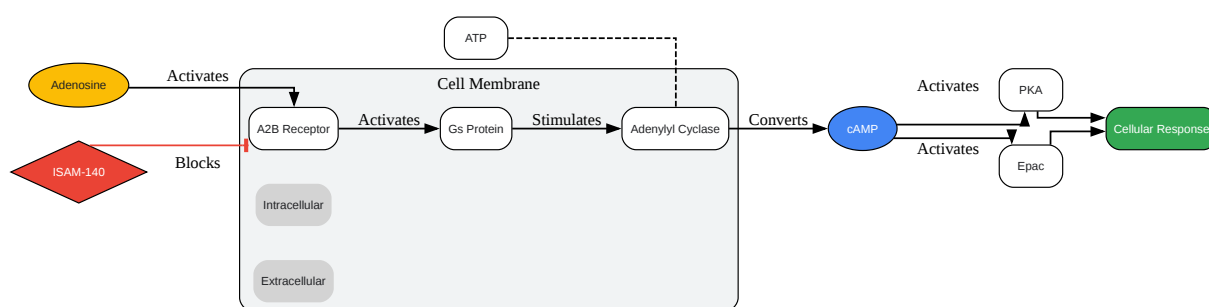 ATP
Cell Membrane
Adenosine
Activates
ISAM-140
Blocks
A2B Receptor
Activates
Gs Protein
Stimulates
Adenylyl Cyclase
Converts
cAMP
Activates
Activates
PKA
Epac
Cellular Response
Intracellular
Extracellular